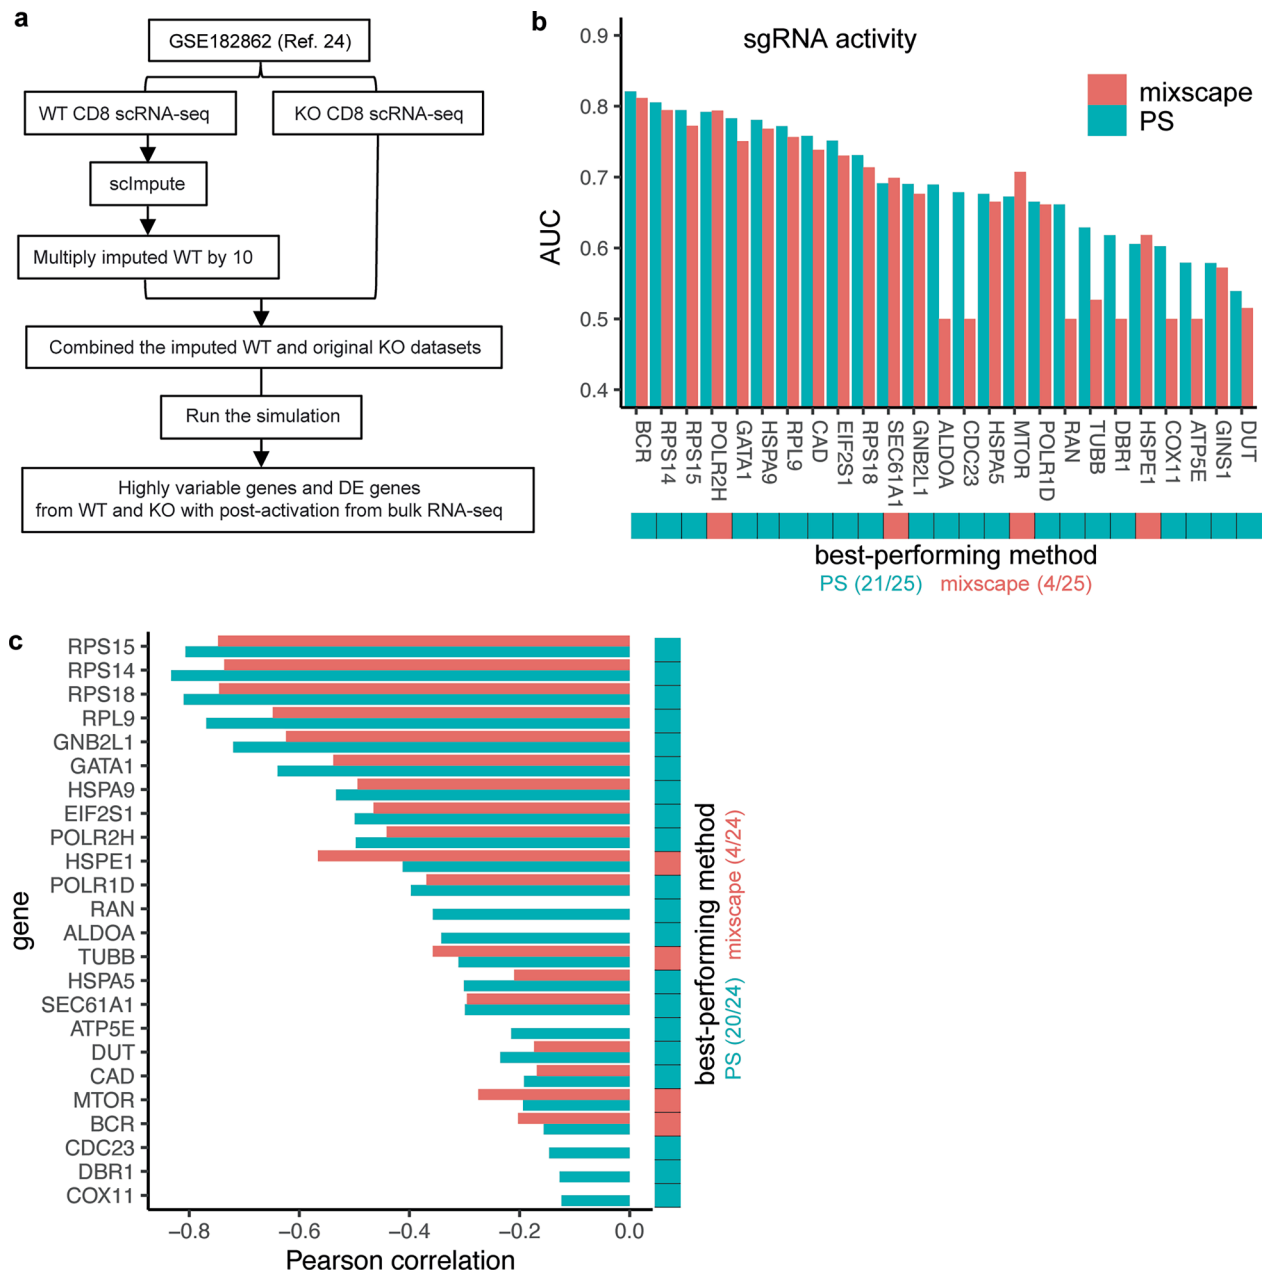 a
GSE182862 (Ref. 24)
WT CD8 scRNA-seq
KO CD8 scRNA-seq
scImpute
Multiply imputed WT by 10
Combined the imputed WT and original KO datasets
Run the simulation
Highly variable genes and DE genes
from WT and KO with post-activation from bulk RNA-seq
b
sgRNA activity
mixscape
PS
AUC
0.9
0.8
0.7
0.6
0.5
0.4
BCR
RPS14
RPS15
POLR2H
GATA1
HSPA9
RPL9
CAD
EIF2S1
RPS18
SEC61A1
GNB2L1
ALDOA
CDC23
HSPA5
MTOR
POLR1D
RAN
TUBB
DBR1
HSPE1
COX11
ATP5E
GINS1
DUT
best-performing method
PS (21/25) mixscape (4/25)
c
gene
RPS15
RPS14
RPS18
RPL9
GNB2L1
GATA1
HSPA9
EIF2S1
POLR2H
HSPE1
POLR1D
RAN
ALDOA
TUBB
HSPA5
SEC61A1
ATP5E
DUT
CAD
MTOR
BCR
CDC23
DBR1
COX11
−0.8 −0.6 −0.4 −0.2 0.0
Pearson correlation
best-performing method
PS (20/24) mixscape (4/24)